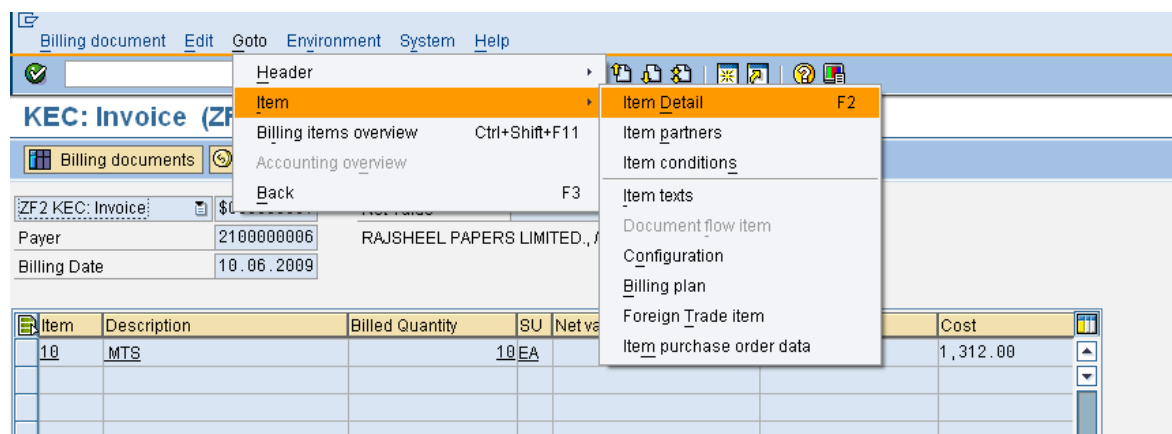 Billing document Edit Goto Environment System Help
Header
Item
Billing items overview Ctrl+Shift+F11
Accounting overview
Back F3
Item Detail F2
Item partners
Item conditions
Item texts
Document flow item
Configuration
Billing plan
Foreign Trade item
Item purchase order data
KEC: Invoice (ZF
Billing documents
ZF2 KEC: Invoice
Payer 2100000006 RAJSHEEL PAPERS LIMITED.,
Billing Date 10.06.2009
Item Description Billed Quantity SU Net va Cost
10 MTS 10 EA 1,312.00